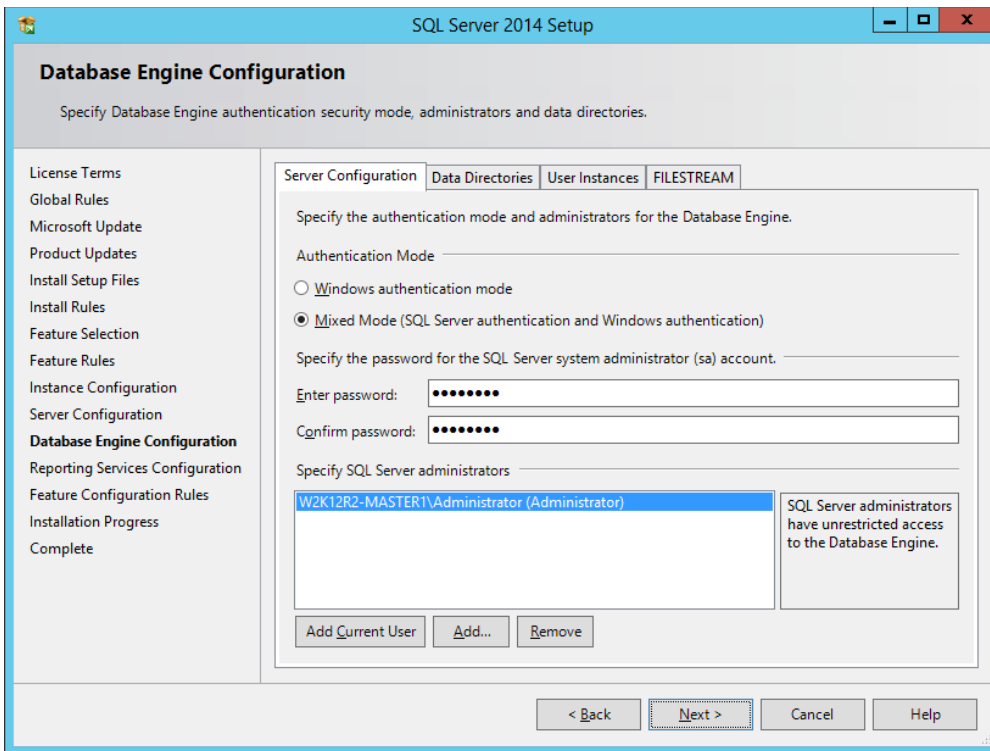 SQL Server 2014 Setup
Database Engine Configuration
Specify Database Engine authentication security mode, administrators and data directories.
License Terms
Global Rules
Microsoft Update
Product Updates
Install Setup Files
Install Rules
Feature Selection
Feature Rules
Instance Configuration
Server Configuration
Database Engine Configuration
Reporting Services Configuration
Feature Configuration Rules
Installation Progress
Complete
Server Configuration Data Directories User Instances FILESTREAM
Specify the authentication mode and administrators for the Database Engine.
Authentication Mode
Windows authentication mode
Mixed Mode (SQL Server authentication and Windows authentication)
Specify the password for the SQL Server system administrator (sa) account.
Enter password: ●●●●●●●●
Confirm password: ●●●●●●●●
Specify SQL Server administrators
W2K12R2-MASTER1\Administrator (Administrator)
SQL Server administrators
have unrestricted access
to the Database Engine.
Add Current User Add... Remove
< Back Next > Cancel Help